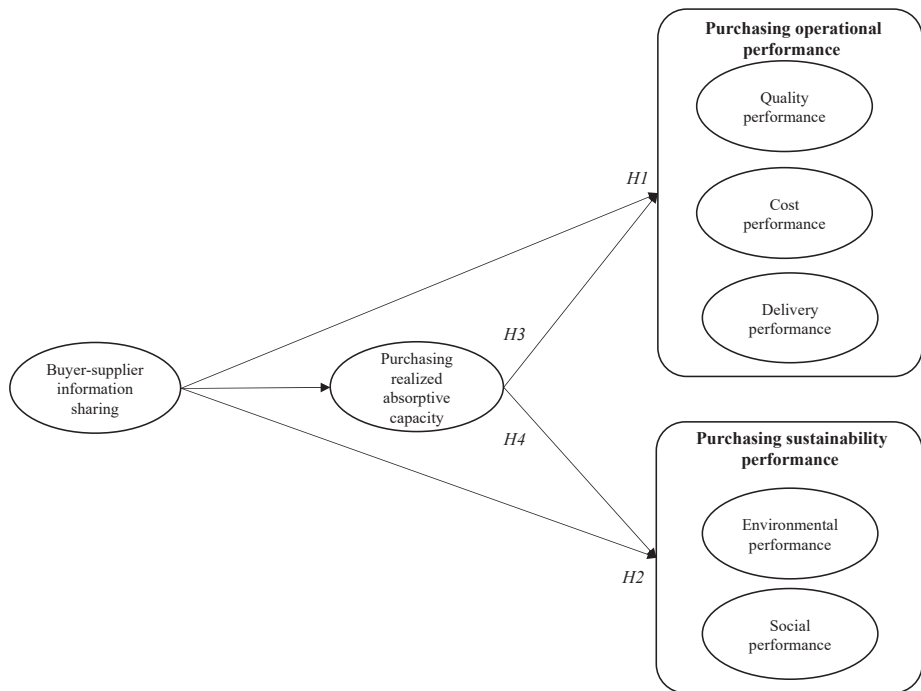 Purchasing operational
performance
Quality
performance
H1
Cost
performance
Delivery
performance
H3
Buyer-supplier
information
sharing
Purchasing
realized
absorptive
capacity
H4
Purchasing sustainability
performance
Environmental
performance
H2
Social
performance